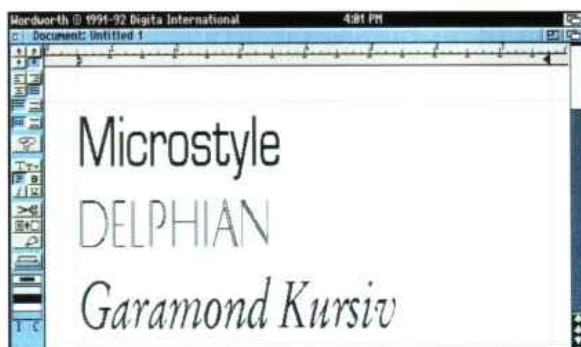 Wordworth © 1991-92 Digita International 4:01 PM
Document: Untitled 1
Microstyle
DELPHIAN
Garamond Kursiv